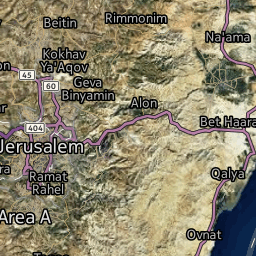 Rimmonim
Beitin
Na'ama
Kokhav
Ya'Aqov
45
60
Geva
Binyamin
Alon
404
Bet Haara
Jerusalem
Qalya
Ramat
Rahel
Area A
Ovnat